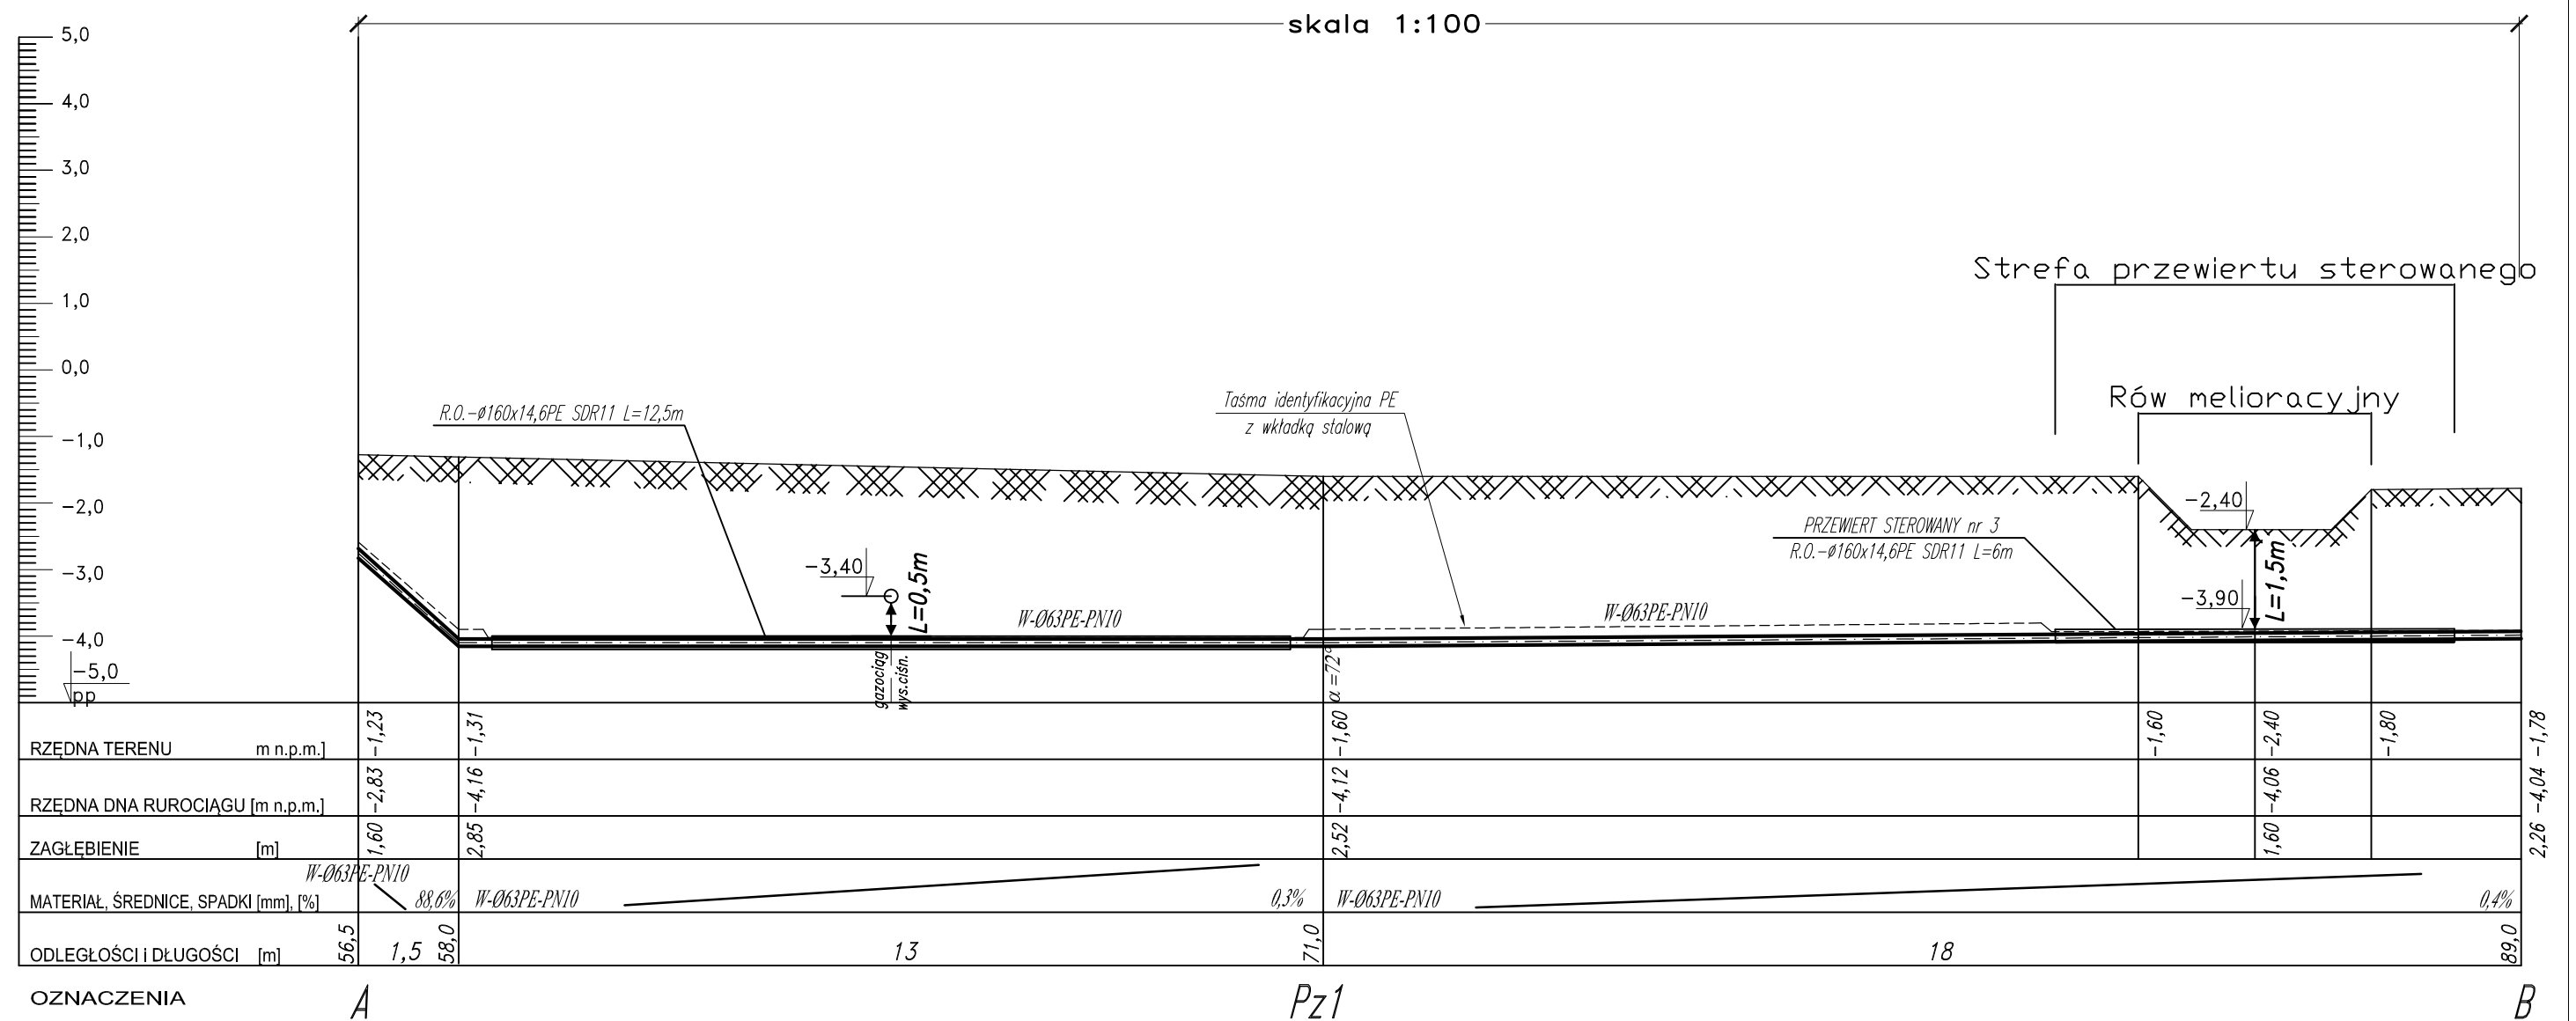 skala 1:100
5,0
4,0
3,0
2,0
1,0
0,0
-1,0
-2,0
-3,0
-4,0
-5,0
pp
Strefa przewiertu sterowanego
Rów melioracyjny
R.O.-ø160x14,6PE SDR11 L=12,5m
Taśma identyfikacyjna PE
z wkładką stalową
-2,40
PRZEWIERT STEROWANY nr 3
R.O.-ø160x14,6PE SDR11 L=6m
-3,40
L=0,5m
W-Ø63PE-PN10
W-Ø63PE-PN10
-3,90
L=1,5m
gazociąg
wys.ciśn.
α=72°
RZĘDNA TERENU m n.p.m.]
-1,23
-1,31
-1,60
-1,60
-2,40
-1,80
-1,78
RZĘDNA DNA RUROCIĄGU [m n.p.m.]
-2,83
-4,16
-4,12
-4,06
-4,04
ZAGŁĘBIENIE [m]
1,60
2,85
2,52
1,60
2,26
MATERIAŁ, ŚREDNICE, SPADKI [mm], [%]
W-Ø63PE-PN10
88,6%
W-Ø63PE-PN10
0,3%
W-Ø63PE-PN10
0,4%
ODLEGŁOŚCI i DŁUGOŚCI [m]
56,5
1,5
58,0
13
71,0
18
89,0
OZNACZENIA
A
Pz1
B